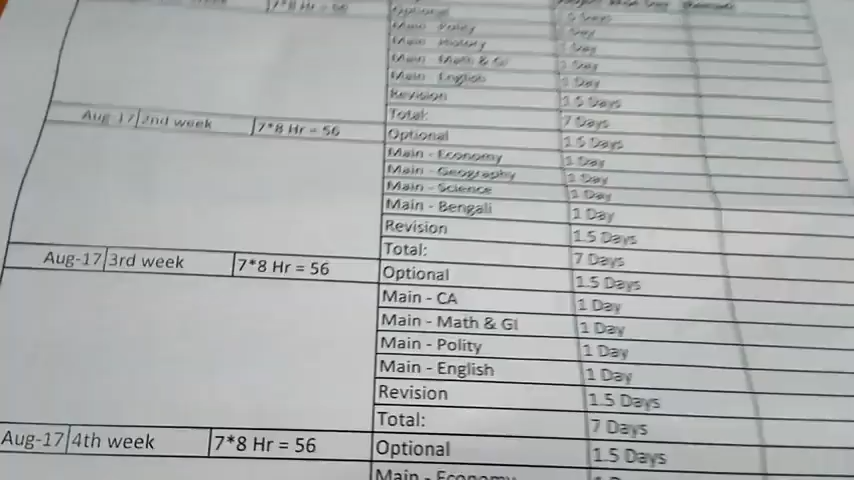 7*8 Hr = 56 Optional
Main - Polity 1 Day
Main - History 1 Day
Main - Math & GI 1 Day
Main - English 1 Day
Revision 1.5 Days
Total: 7 Days
Aug-17 2nd week 7*8 Hr = 56 Optional 1.5 Days
Main - Economy 1 Day
Main - Geography 1 Day
Main - Science 1 Day
Main - Bengali 1 Day
Revision 1.5 Days
Total: 7 Days
Aug-17 3rd week 7*8 Hr = 56 Optional 1.5 Days
Main - CA 1 Day
Main - Math & GI 1 Day
Main - Polity 1 Day
Main - English 1 Day
Revision 1.5 Days
Total: 7 Days
Aug-17 4th week 7*8 Hr = 56 Optional 1.5 Days
Main - Economy